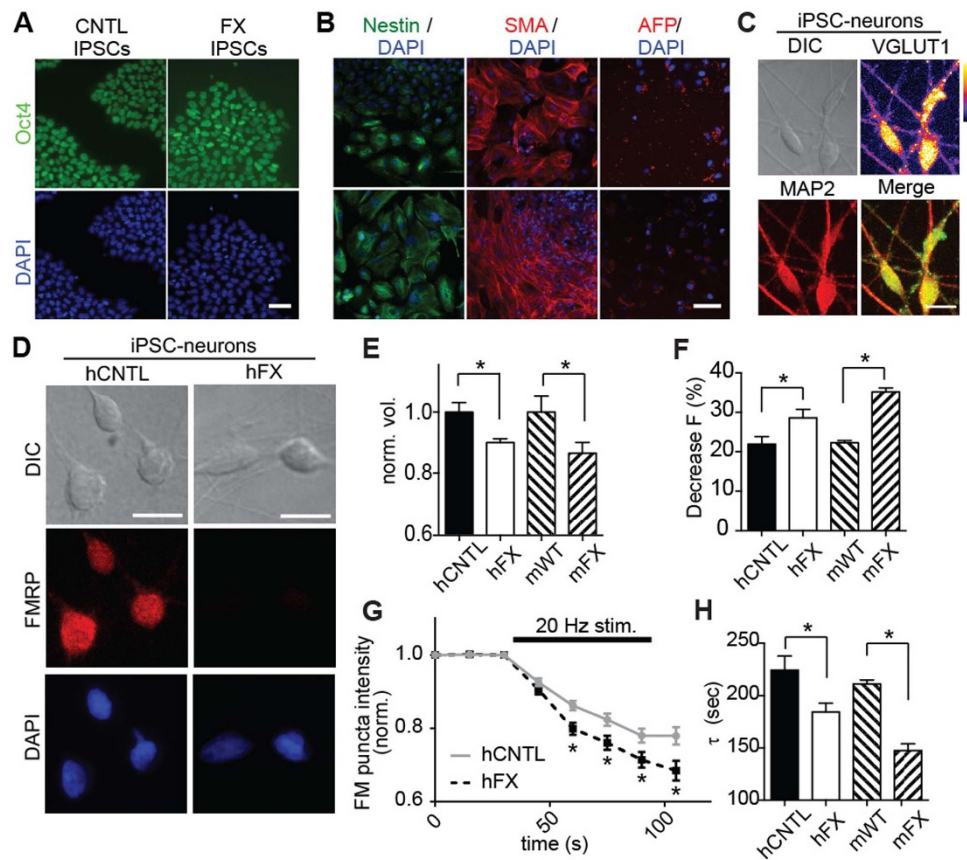 A
CNTL IPSCs
FX IPSCs
Oct4
DAPI
B
Nestin / DAPI
SMA/ DAPI
AFP/ DAPI
C
iPSC-neurons
DIC
VGLUT1
MAP2
Merge
D
iPSC-neurons
hCNTL
hFX
DIC
FMRP
DAPI
E
norm. vol.
1.0
0.8
0.6
*
*
hCNTL
hFX
mWT
mFX
F
Decrease F (%)
40
30
20
10
0
*
*
hCNTL
hFX
mWT
mFX
G
FM puncta intensity
(norm.)
1.0
0.8
0.6
20 Hz stim.
hCNTL
hFX
*
*
*
*
0
50
100
time (s)
H
τ (sec)
250
200
150
100
*
*
hCNTL
hFX
mWT
mFX